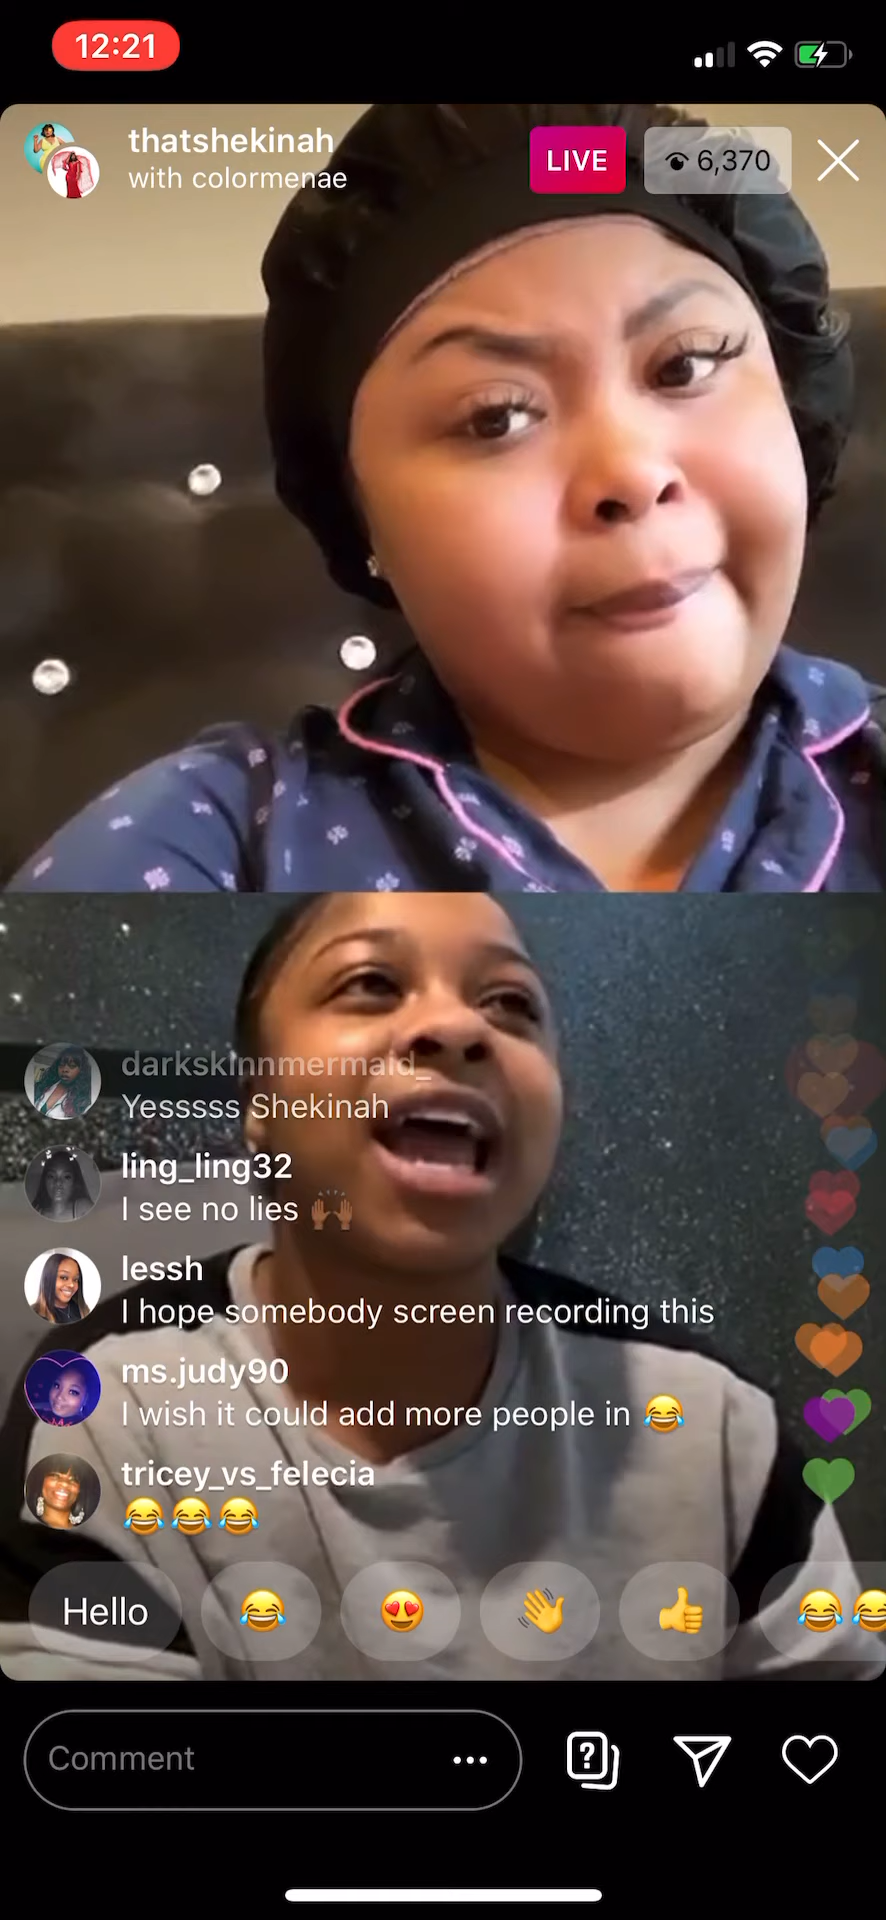 12:21
thatshekinah
with colormenae
LIVE
6,370
darkskinnmermaid_
Yesssss Shekinah
ling_ling32
I see no lies 🙌🏾
lessh
I hope somebody screen recording this
ms.judy90
I wish it could add more people in 😂
tricey_vs_felecia
😂😂😂
Hello 😂 😍 👋 👍 😂😂
Comment